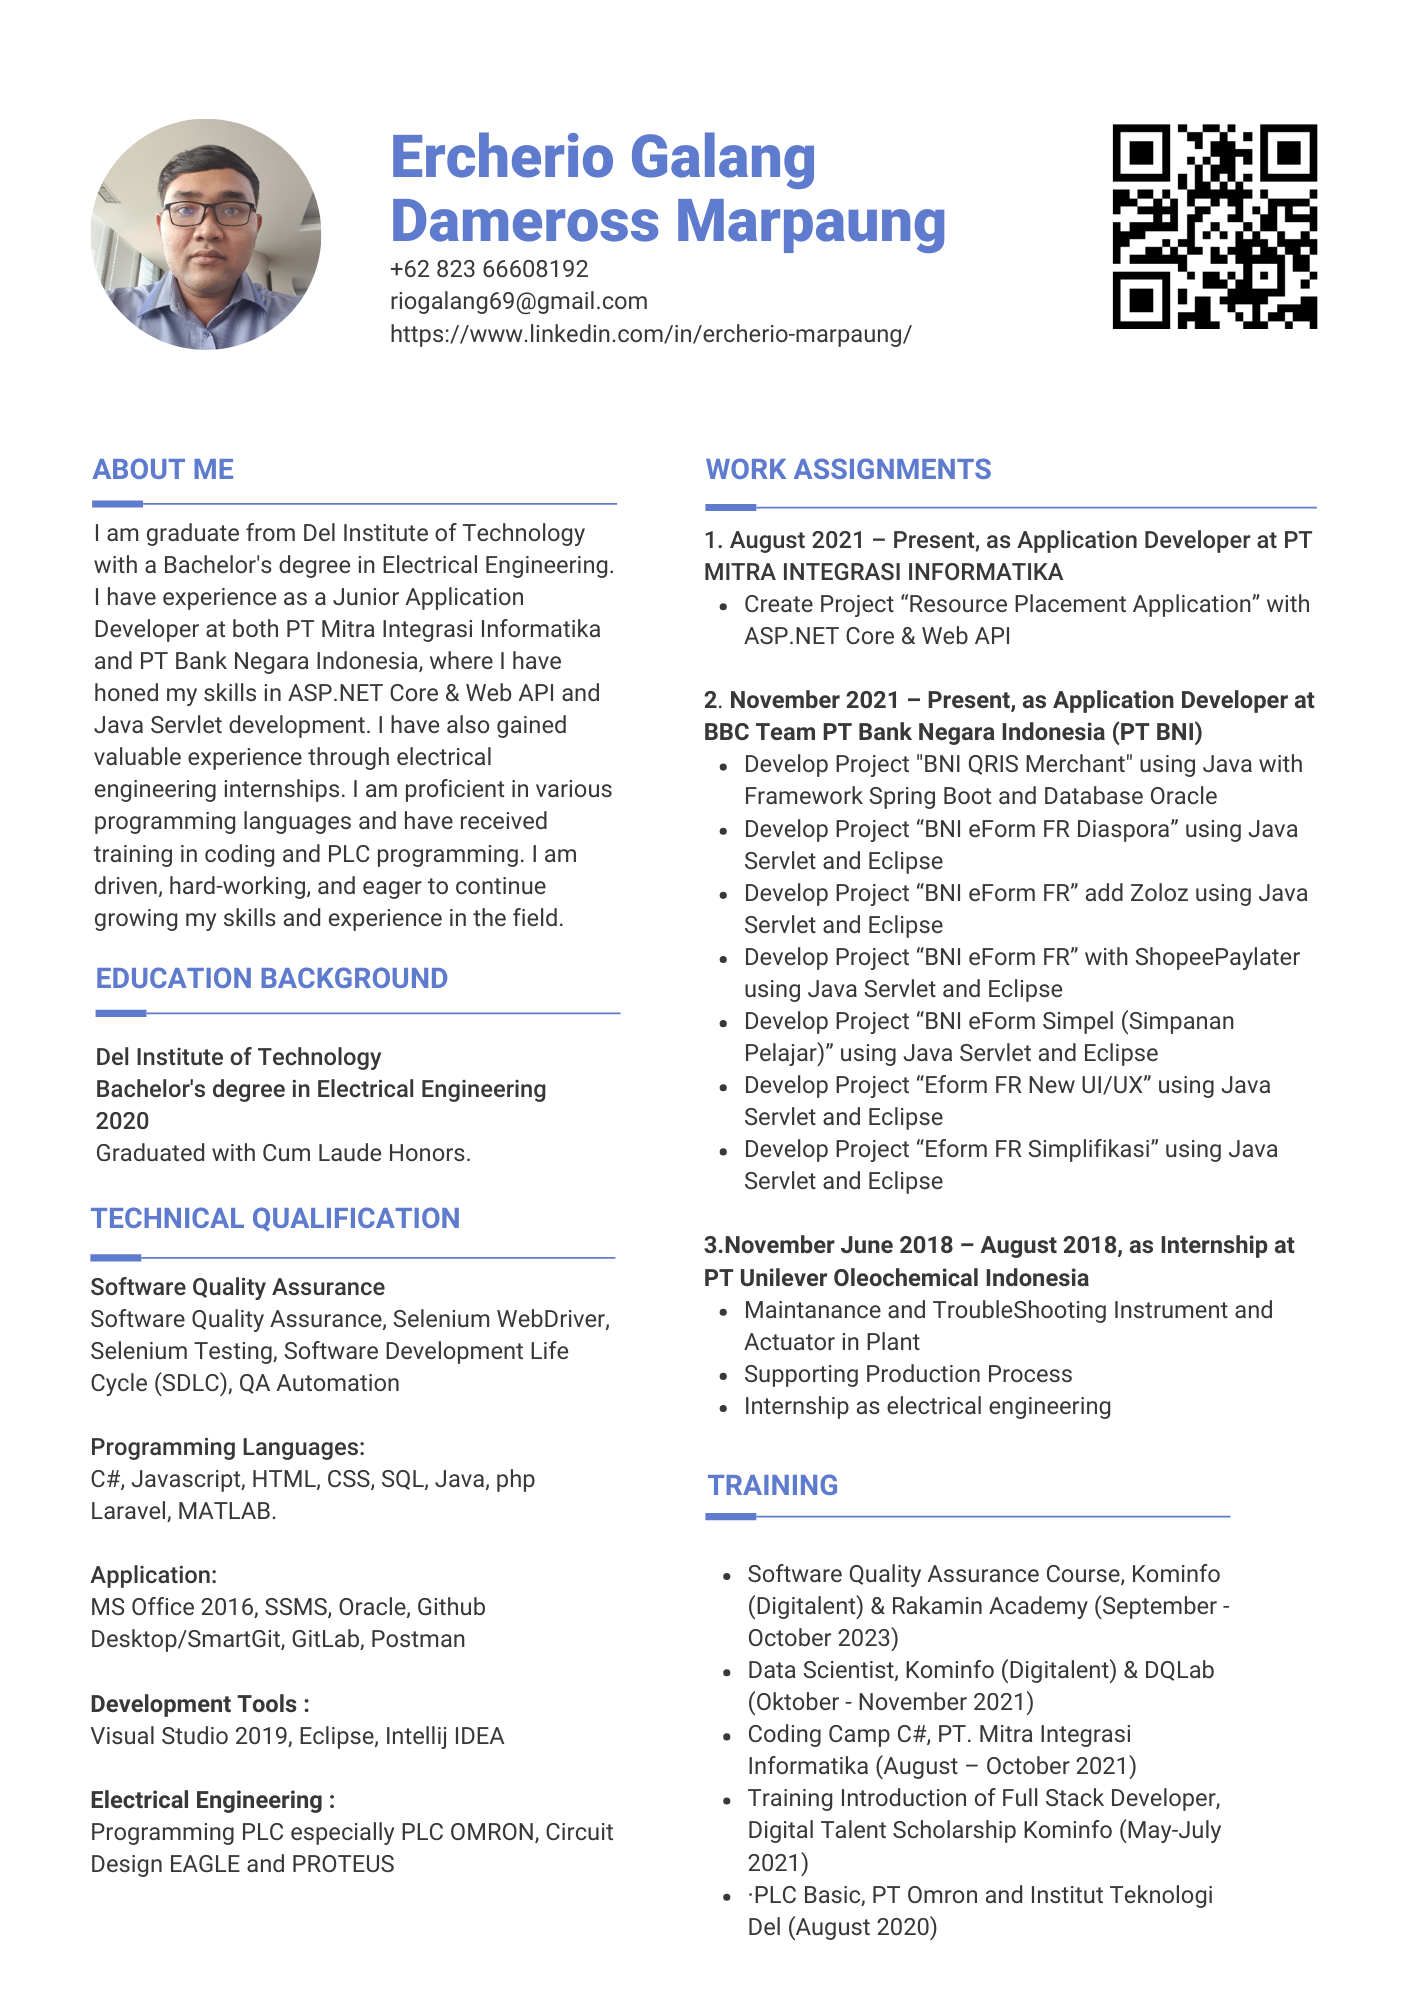 Ercherio Galang
Dameross Marpaung
+62 823 66608192
riogalang69@gmail.com
https://www.linkedin.com/in/ercherio-marpaung/
ABOUT ME
I am graduate from Del Institute of Technology
with a Bachelor's degree in Electrical Engineering.
I have experience as a Junior Application
Developer at both PT Mitra Integrasi Informatika
and PT Bank Negara Indonesia, where I have
honed my skills in ASP.NET Core & Web API and
Java Servlet development. I have also gained
valuable experience through electrical
engineering internships. I am proficient in various
programming languages and have received
training in coding and PLC programming. I am
driven, hard-working, and eager to continue
growing my skills and experience in the field.
EDUCATION BACKGROUND
Del Institute of Technology
Bachelor's degree in Electrical Engineering
2020
Graduated with Cum Laude Honors.
TECHNICAL QUALIFICATION
Software Quality Assurance
Software Quality Assurance, Selenium WebDriver,
Selenium Testing, Software Development Life
Cycle (SDLC), QA Automation
Programming Languages:
C#, Javascript, HTML, CSS, SQL, Java, php
Laravel, MATLAB.
Application:
MS Office 2016, SSMS, Oracle, Github
Desktop/SmartGit, GitLab, Postman
Development Tools :
Visual Studio 2019, Eclipse, Intellij IDEA
Electrical Engineering :
Programming PLC especially PLC OMRON, Circuit
Design EAGLE and PROTEUS
WORK ASSIGNMENTS
1. August 2021 – Present, as Application Developer at PT
MITRA INTEGRASI INFORMATIKA
• Create Project “Resource Placement Application” with
ASP.NET Core & Web API
2. November 2021 – Present, as Application Developer at
BBC Team PT Bank Negara Indonesia (PT BNI)
• Develop Project "BNI QRIS Merchant" using Java with
Framework Spring Boot and Database Oracle
• Develop Project “BNI eForm FR Diaspora” using Java
Servlet and Eclipse
• Develop Project “BNI eForm FR” add Zoloz using Java
Servlet and Eclipse
• Develop Project “BNI eForm FR” with ShopeePaylater
using Java Servlet and Eclipse
• Develop Project “BNI eForm Simpel (Simpanan
Pelajar)” using Java Servlet and Eclipse
• Develop Project “Eform FR New UI/UX” using Java
Servlet and Eclipse
• Develop Project “Eform FR Simplifikasi” using Java
Servlet and Eclipse
3.November June 2018 – August 2018, as Internship at
PT Unilever Oleochemical Indonesia
• Maintanance and TroubleShooting Instrument and
Actuator in Plant
• Supporting Production Process
• Internship as electrical engineering
TRAINING
• Software Quality Assurance Course, Kominfo
(Digitalent) & Rakamin Academy (September -
October 2023)
• Data Scientist, Kominfo (Digitalent) & DQLab
(Oktober - November 2021)
• Coding Camp C#, PT. Mitra Integrasi
Informatika (August – October 2021)
• Training Introduction of Full Stack Developer,
Digital Talent Scholarship Kominfo (May-July
2021)
• ·PLC Basic, PT Omron and Institut Teknologi
Del (August 2020)